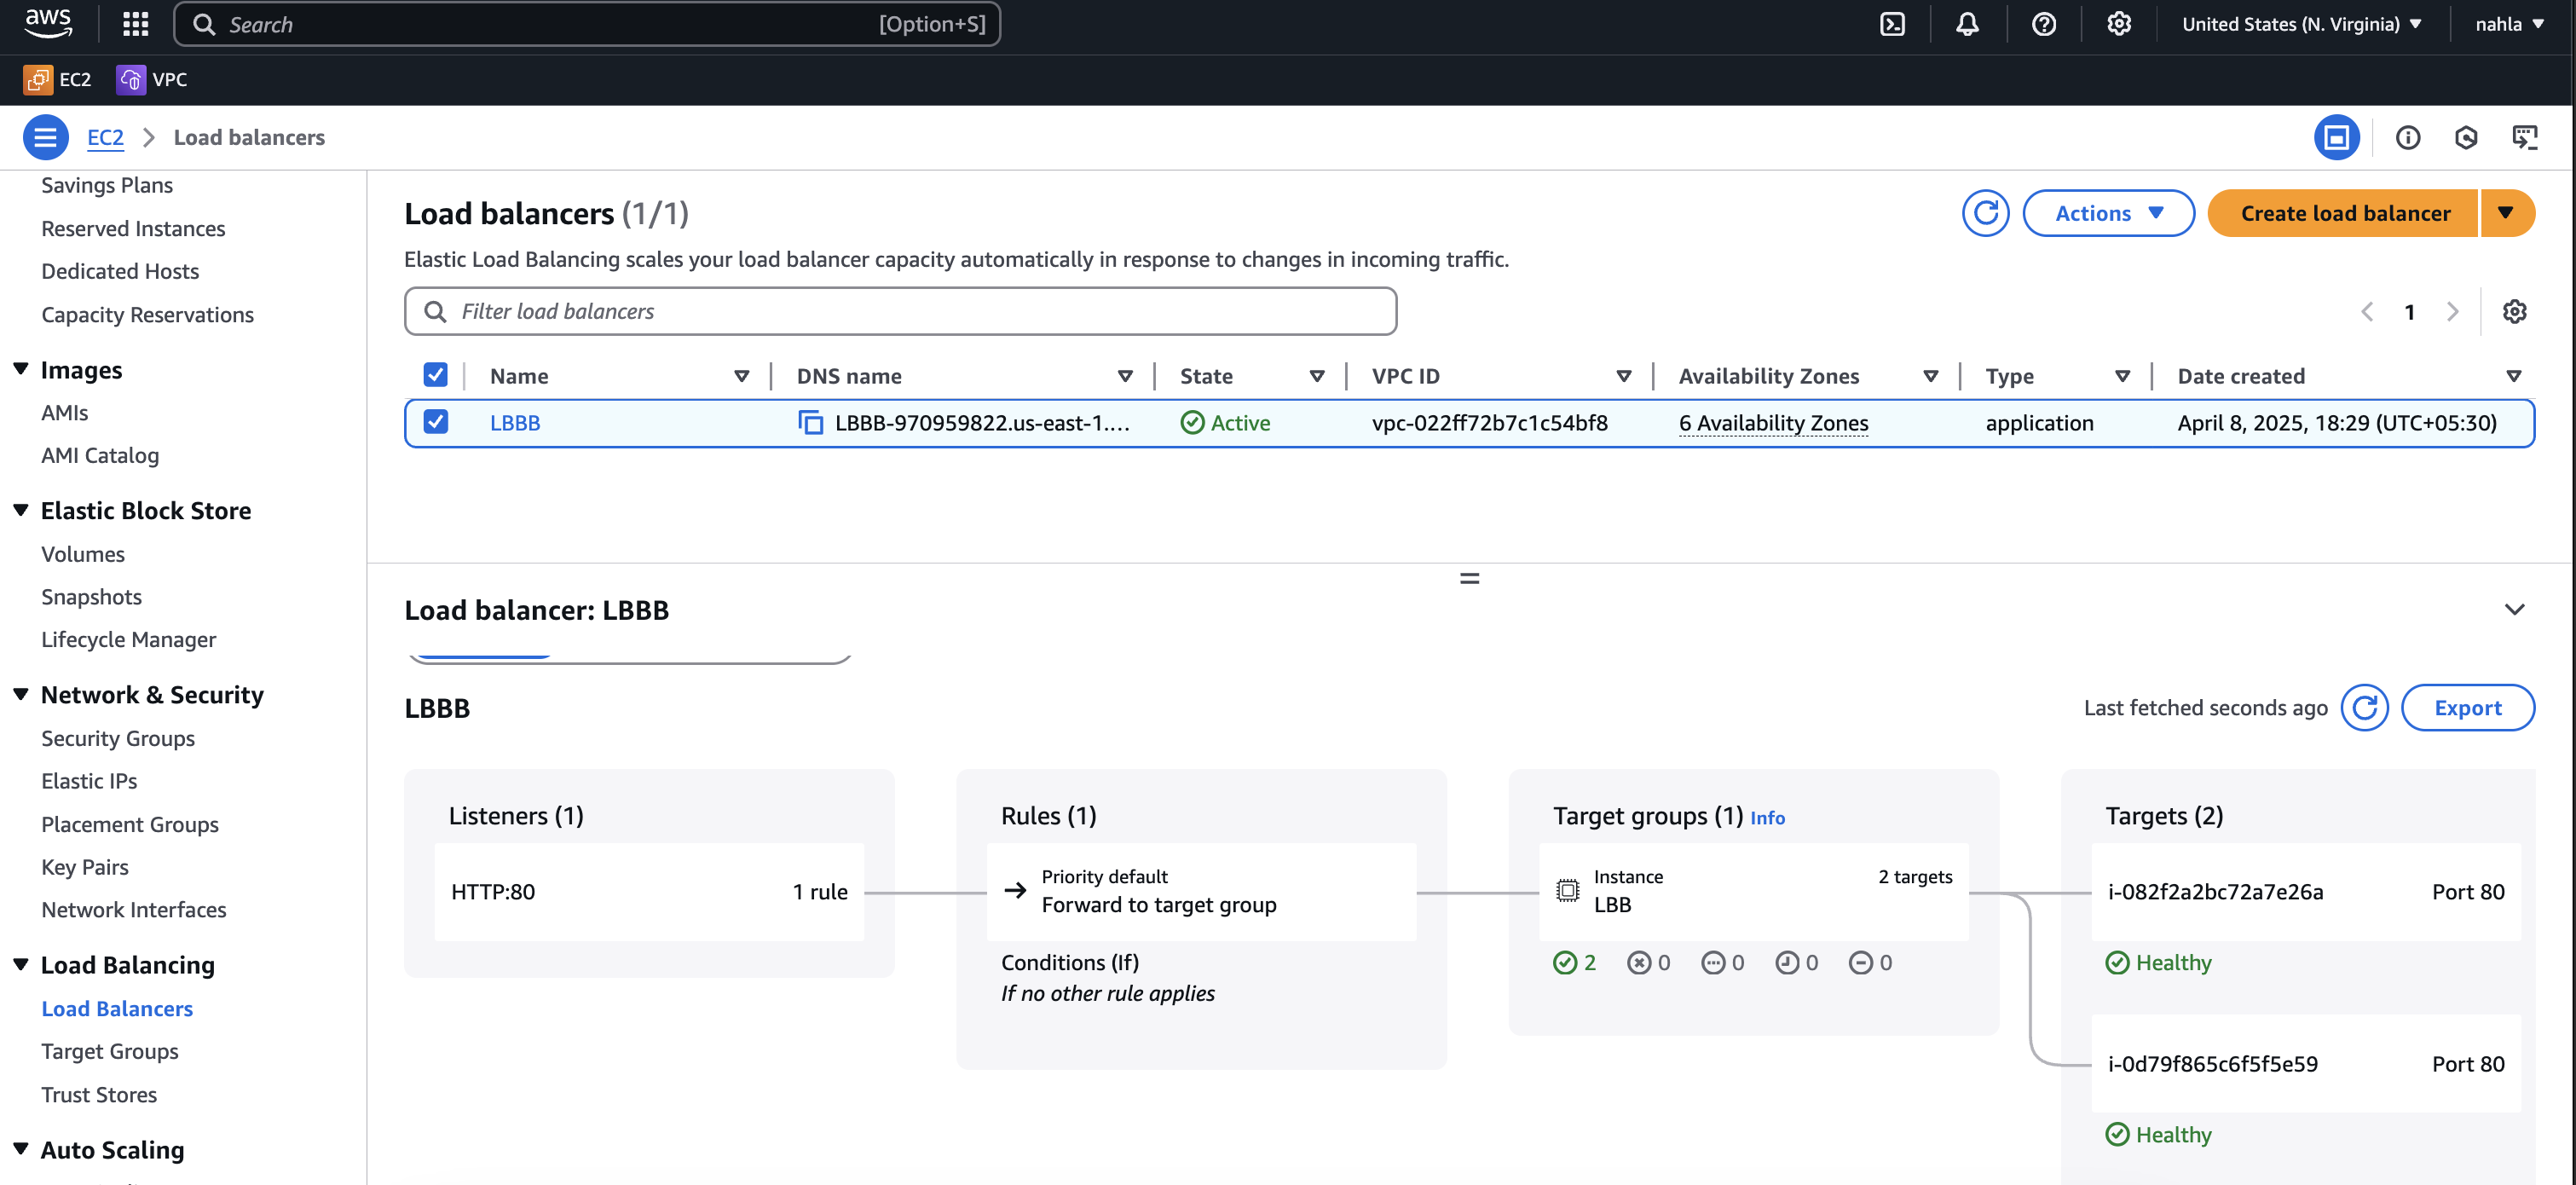 aws
Search [Option+S]
United States (N. Virginia)
nahla
EC2
VPC
EC2 Load balancers
Savings Plans
Reserved Instances
Dedicated Hosts
Capacity Reservations
Images
AMIs
AMI Catalog
Elastic Block Store
Volumes
Snapshots
Lifecycle Manager
Network & Security
Security Groups
Elastic IPs
Placement Groups
Key Pairs
Network Interfaces
Load Balancing
Load Balancers
Target Groups
Trust Stores
Auto Scaling
Load balancers (1/1)
Actions
Create load balancer
Elastic Load Balancing scales your load balancer capacity automatically in response to changes in incoming traffic.
Filter load balancers
1
Name DNS name State VPC ID Availability Zones Type Date created
LBBB LBBB-970959822.us-east-1.... Active vpc-022ff72b7c1c54bf8 6 Availability Zones application April 8, 2025, 18:29 (UTC+05:30)
Load balancer: LBBB
LBBB
Last fetched seconds ago
Export
Listeners (1)
HTTP:80 1 rule
Rules (1)
Priority default
Forward to target group
Conditions (If)
If no other rule applies
Target groups (1) Info
Instance 2 targets
LBB
2 0 0 0 0
Targets (2)
i-082f2a2bc72a7e26a Port 80
Healthy
i-0d79f865c6f5f5e59 Port 80
Healthy